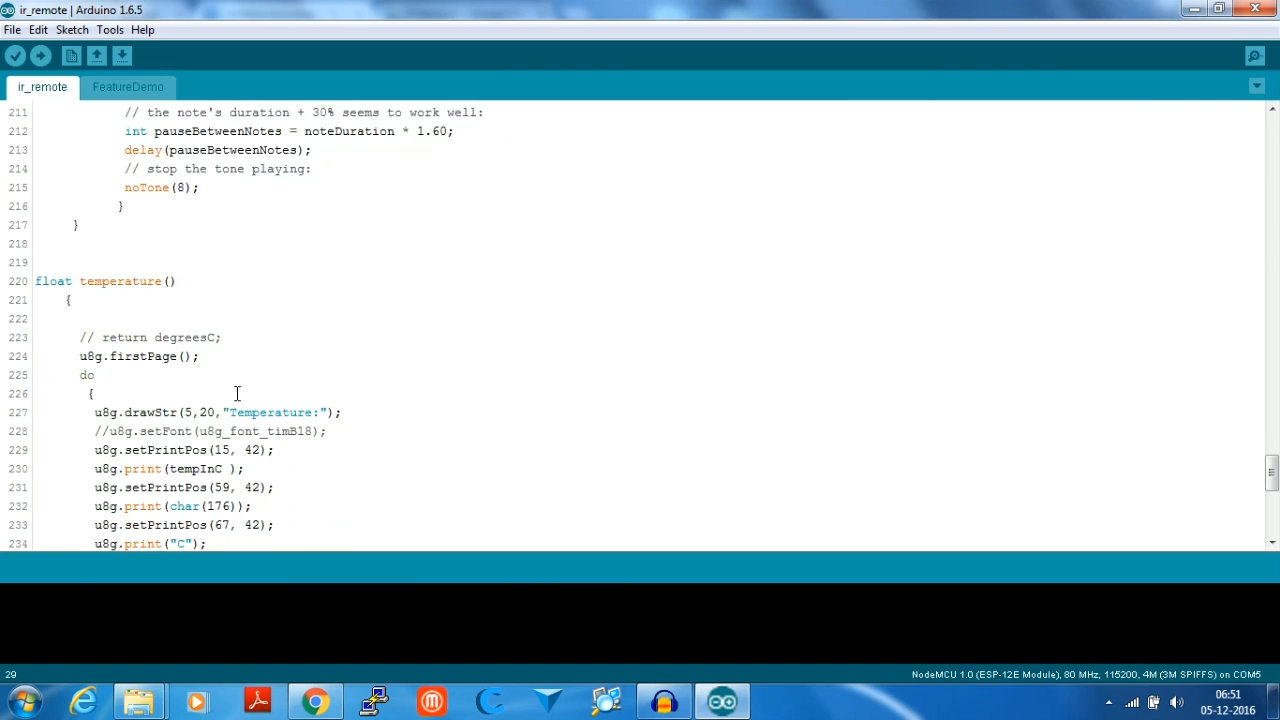 ir_remote | Arduino 1.6.5
File Edit Sketch Tools Help
ir_remote FeatureDemo
211 // the note's duration + 30% seems to work well:
212 int pauseBetweenNotes = noteDuration * 1.60;
213 delay(pauseBetweenNotes);
214 // stop the tone playing:
215 noTone(8);
216 }
217 }
218
219
220 float temperature()
221 {
222
223 // return degreesC;
224 u8g.firstPage();
225 do
226 {
227 u8g.drawStr(5,20,"Temperature:");
228 //u8g.setFont(u8g_font_timB18);
229 u8g.setPrintPos(15, 42);
230 u8g.print(tempInC );
231 u8g.setPrintPos(59, 42);
232 u8g.print(char(176));
233 u8g.setPrintPos(67, 42);
234 u8g.print("C");
29 NodeMCU 1.0 (ESP-12E Module), 80 MHz, 115200, 4M (3M SPIFFS) on COM5
06:51
05-12-2016